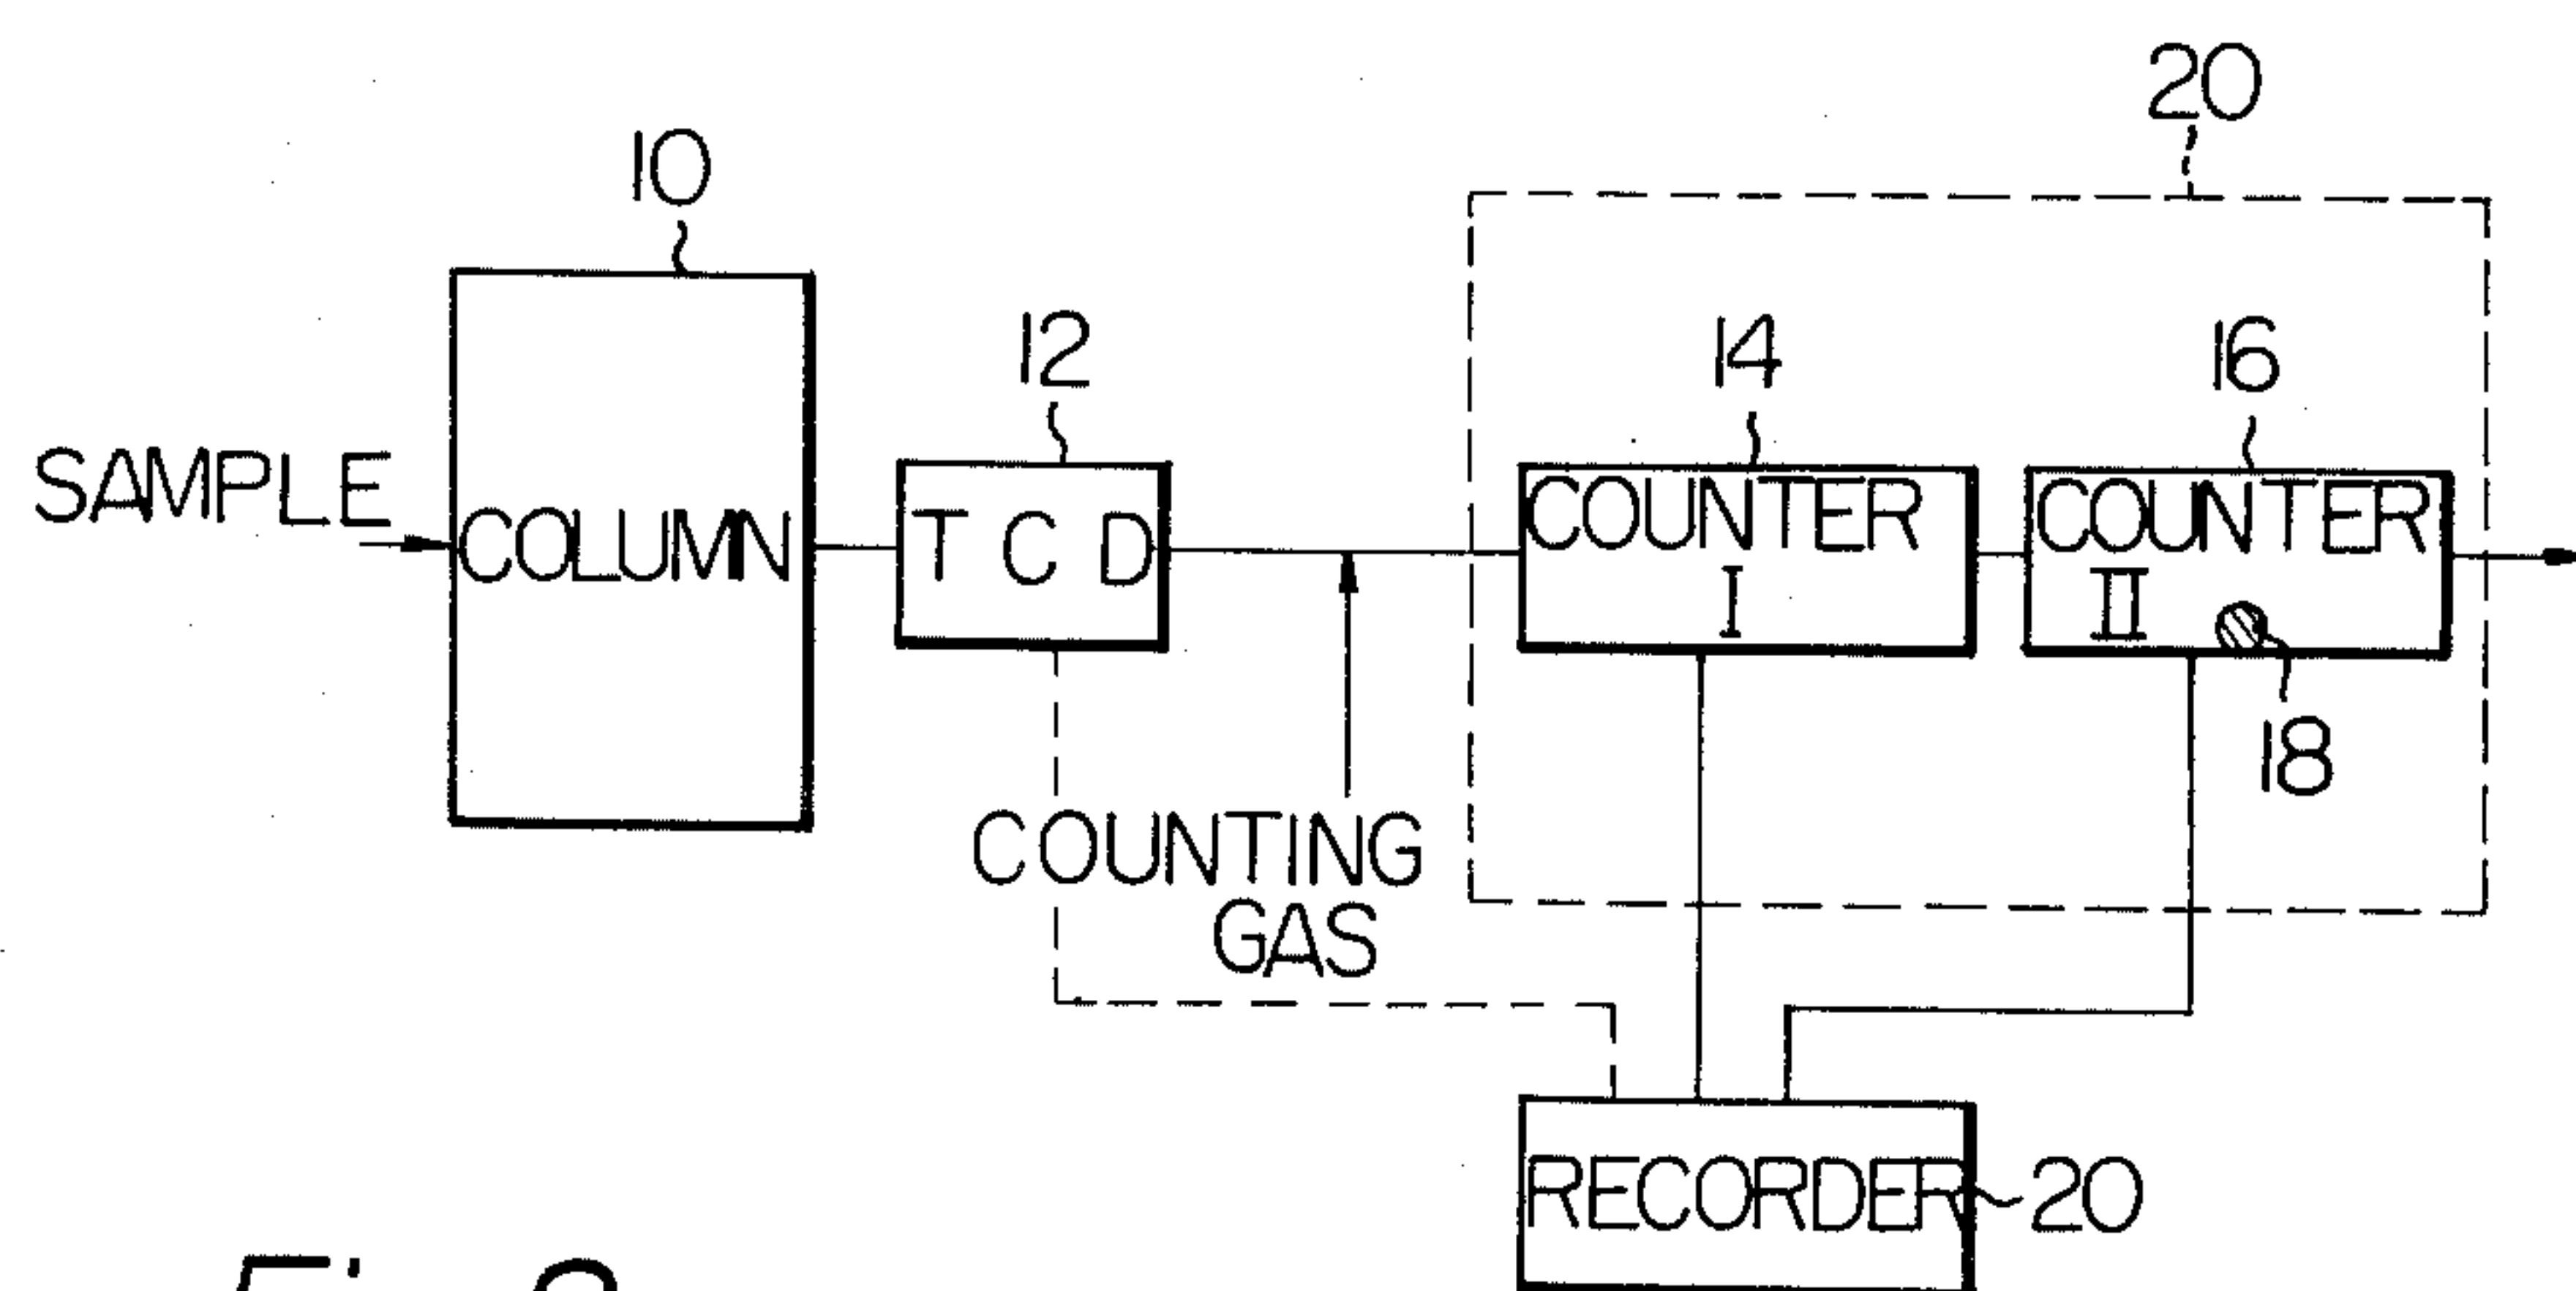 20
10
12
14
16
SAMPLE
COLUMN
T C D
COUNTER
I
COUNTER
II
18
COUNTING
GAS
RECORDER
20